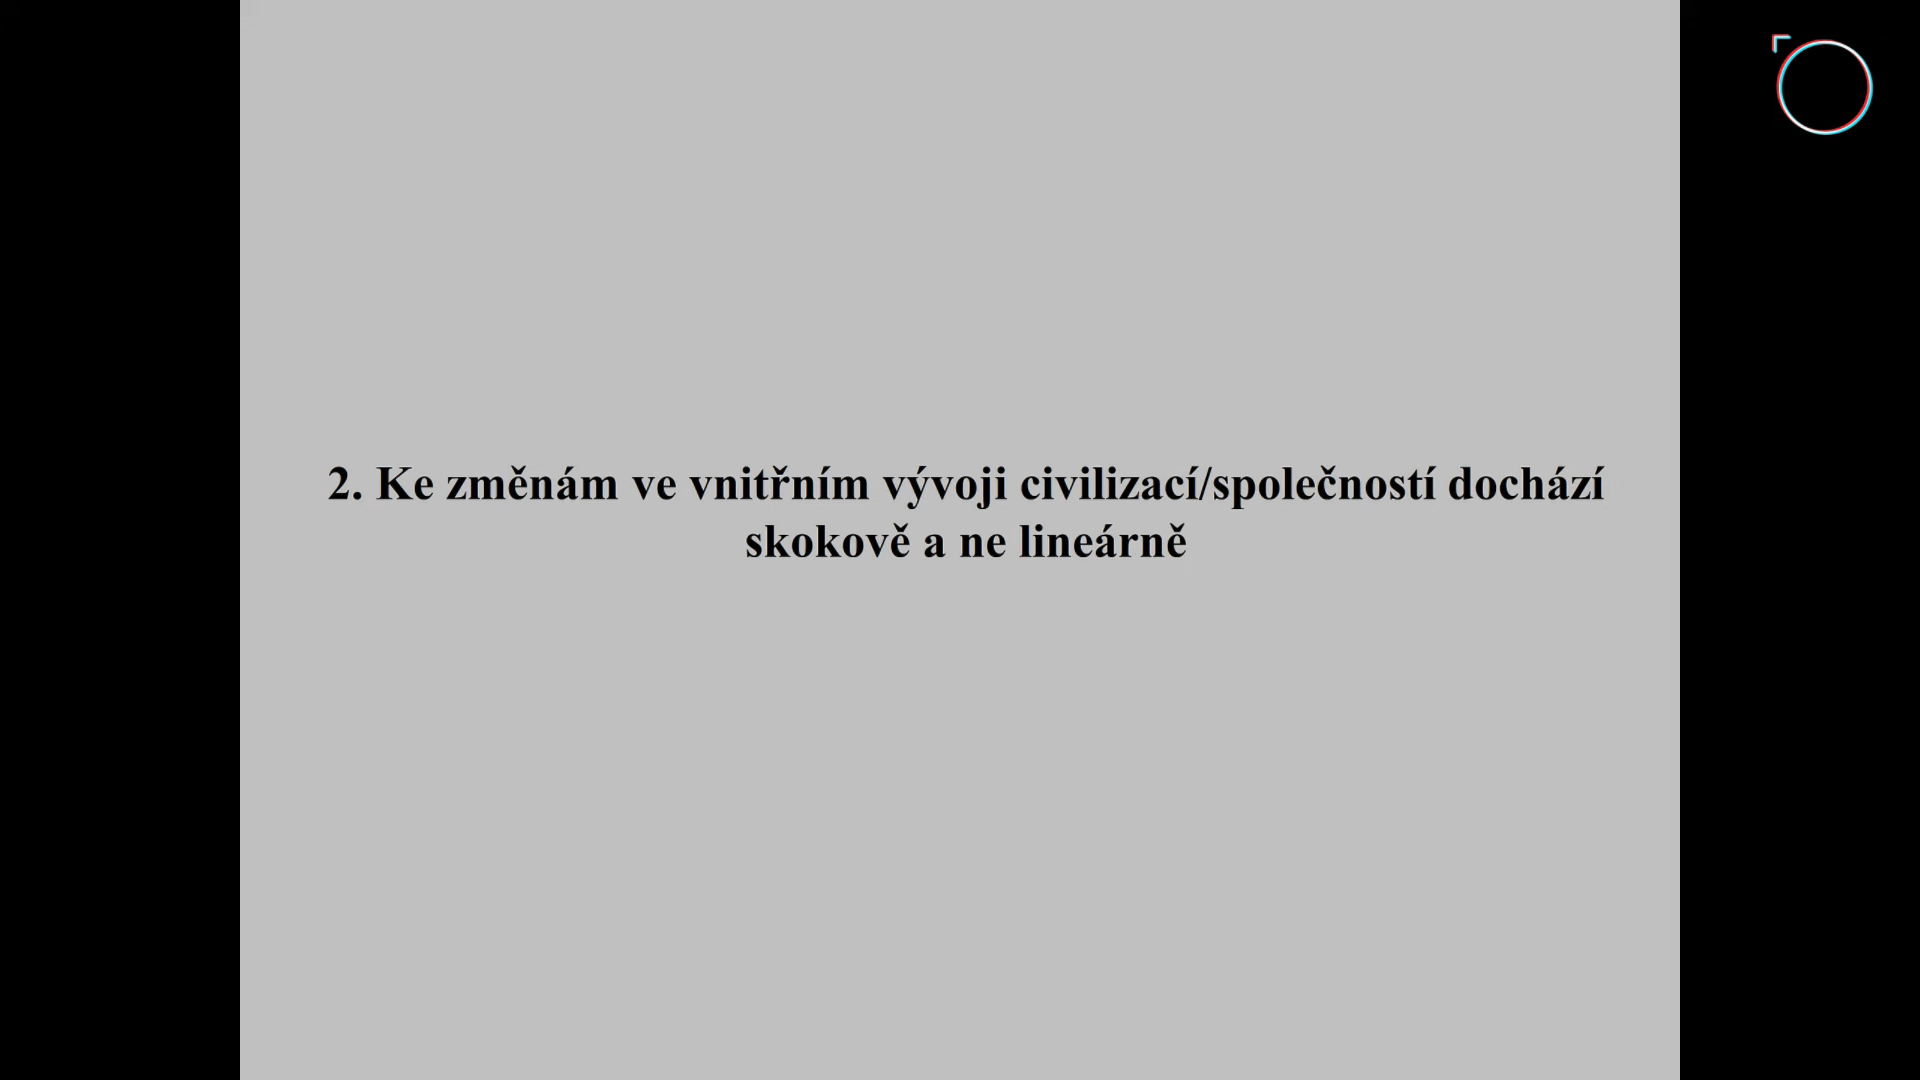 2. Ke změnám ve vnitřním vývoji civilizací/společností dochází
skokově a ne lineárně